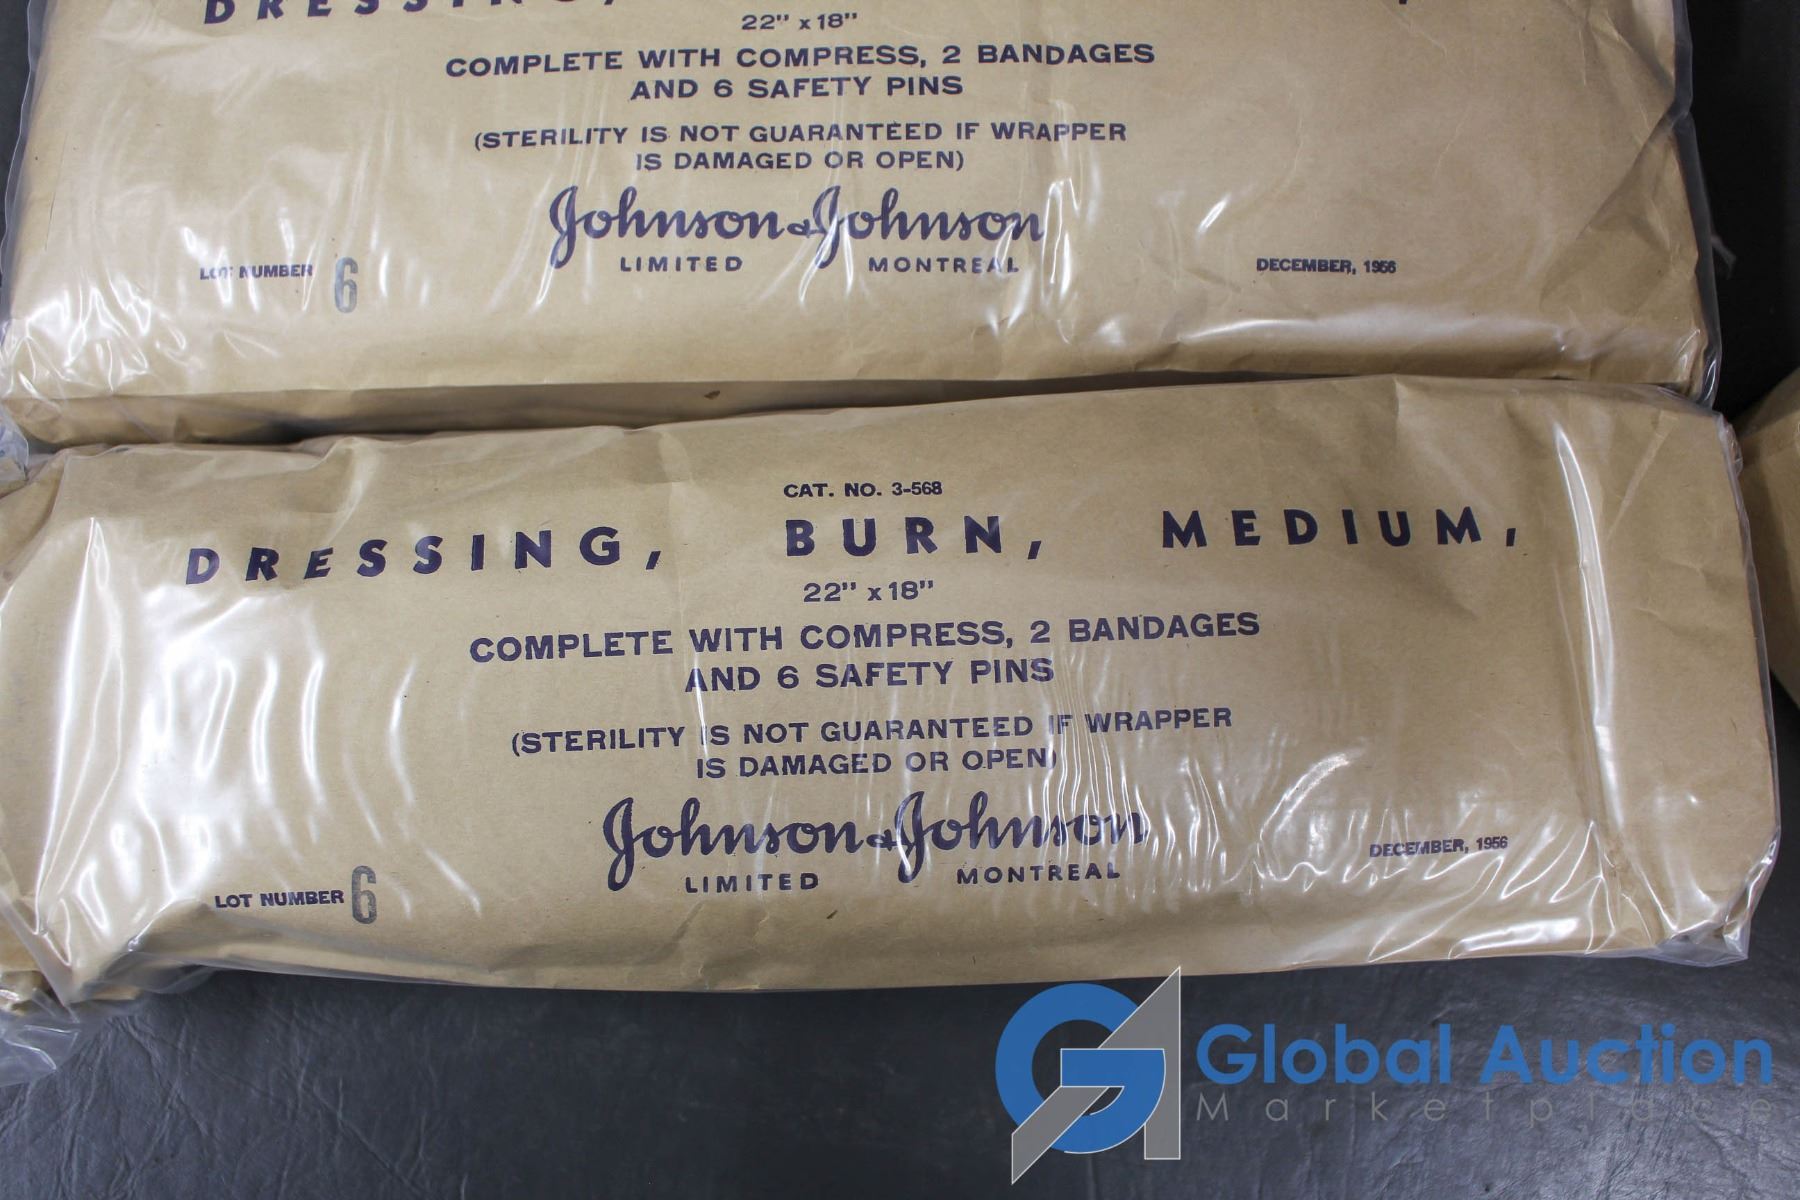 DRESSING,
22" x 18"
COMPLETE WITH COMPRESS, 2 BANDAGES
AND 6 SAFETY PINS
(STERILITY IS NOT GUARANTEED IF WRAPPER
IS DAMAGED OR OPEN)
Johnson & Johnson
LIMITED MONTREAL
LOT NUMBER 6
DECEMBER, 1956
CAT. NO. 3-568
DRESSING, BURN, MEDIUM,
22" x 18"
COMPLETE WITH COMPRESS, 2 BANDAGES
AND 6 SAFETY PINS
(STERILITY IS NOT GUARANTEED IF WRAPPER
IS DAMAGED OR OPEN)
Johnson & Johnson
LIMITED MONTREAL
LOT NUMBER 6
DECEMBER, 1956
Global Auction
Marketplace